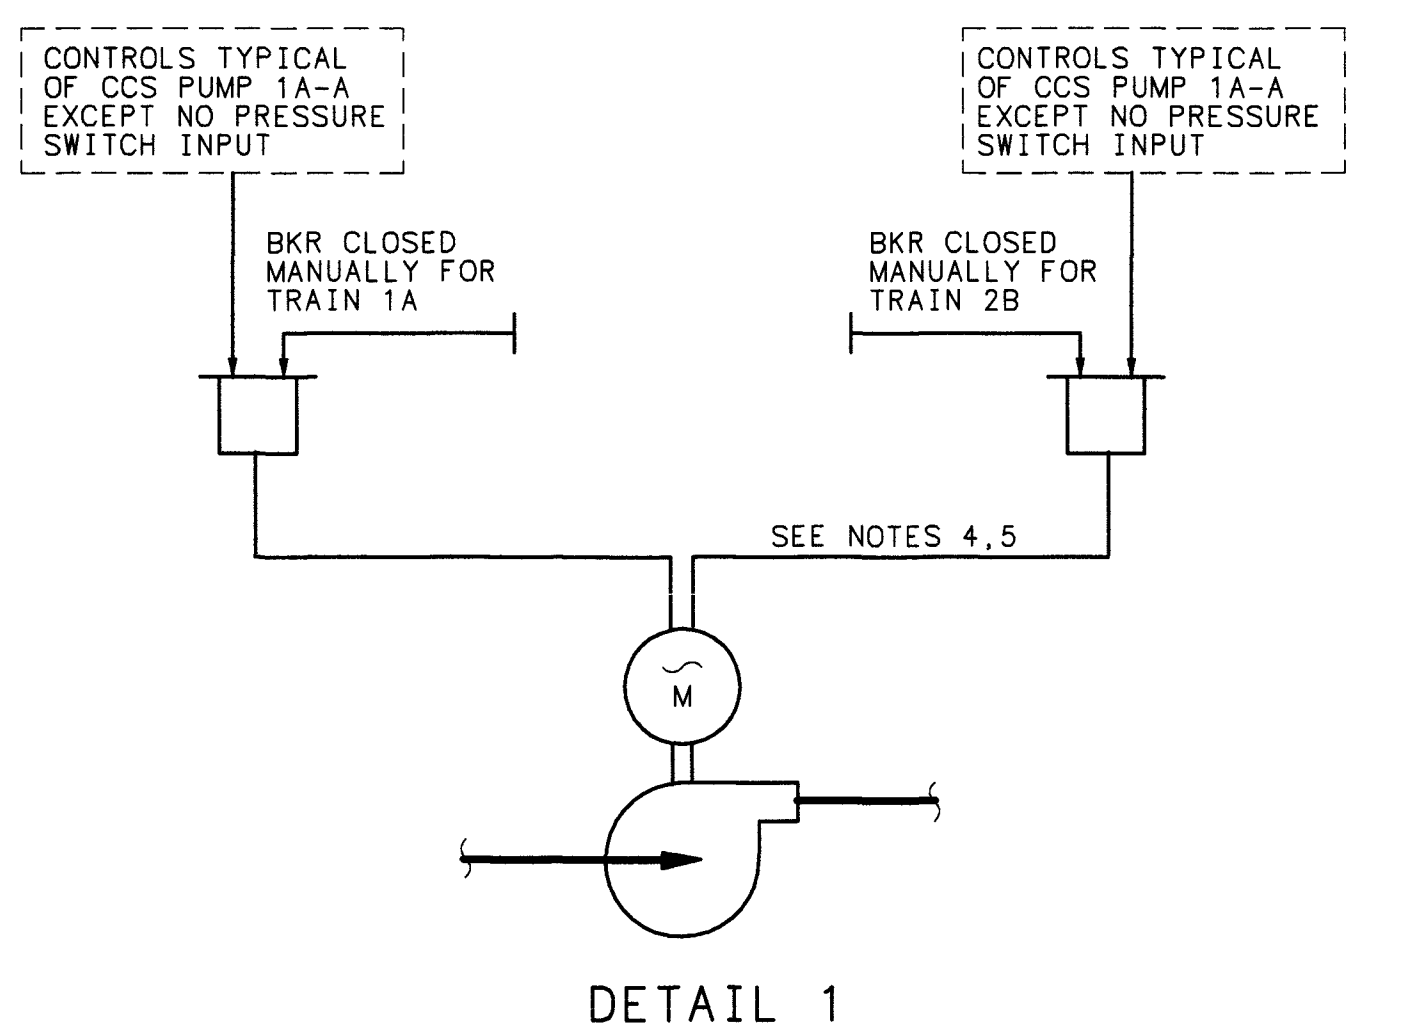 CONTROLS TYPICAL
OF CCS PUMP 1A-A
EXCEPT NO PRESSURE
SWITCH INPUT
CONTROLS TYPICAL
OF CCS PUMP 1A-A
EXCEPT NO PRESSURE
SWITCH INPUT
BKR CLOSED
MANUALLY FOR
TRAIN 1A
BKR CLOSED
MANUALLY FOR
TRAIN 2B
SEE NOTES 4,5
M
DETAIL 1